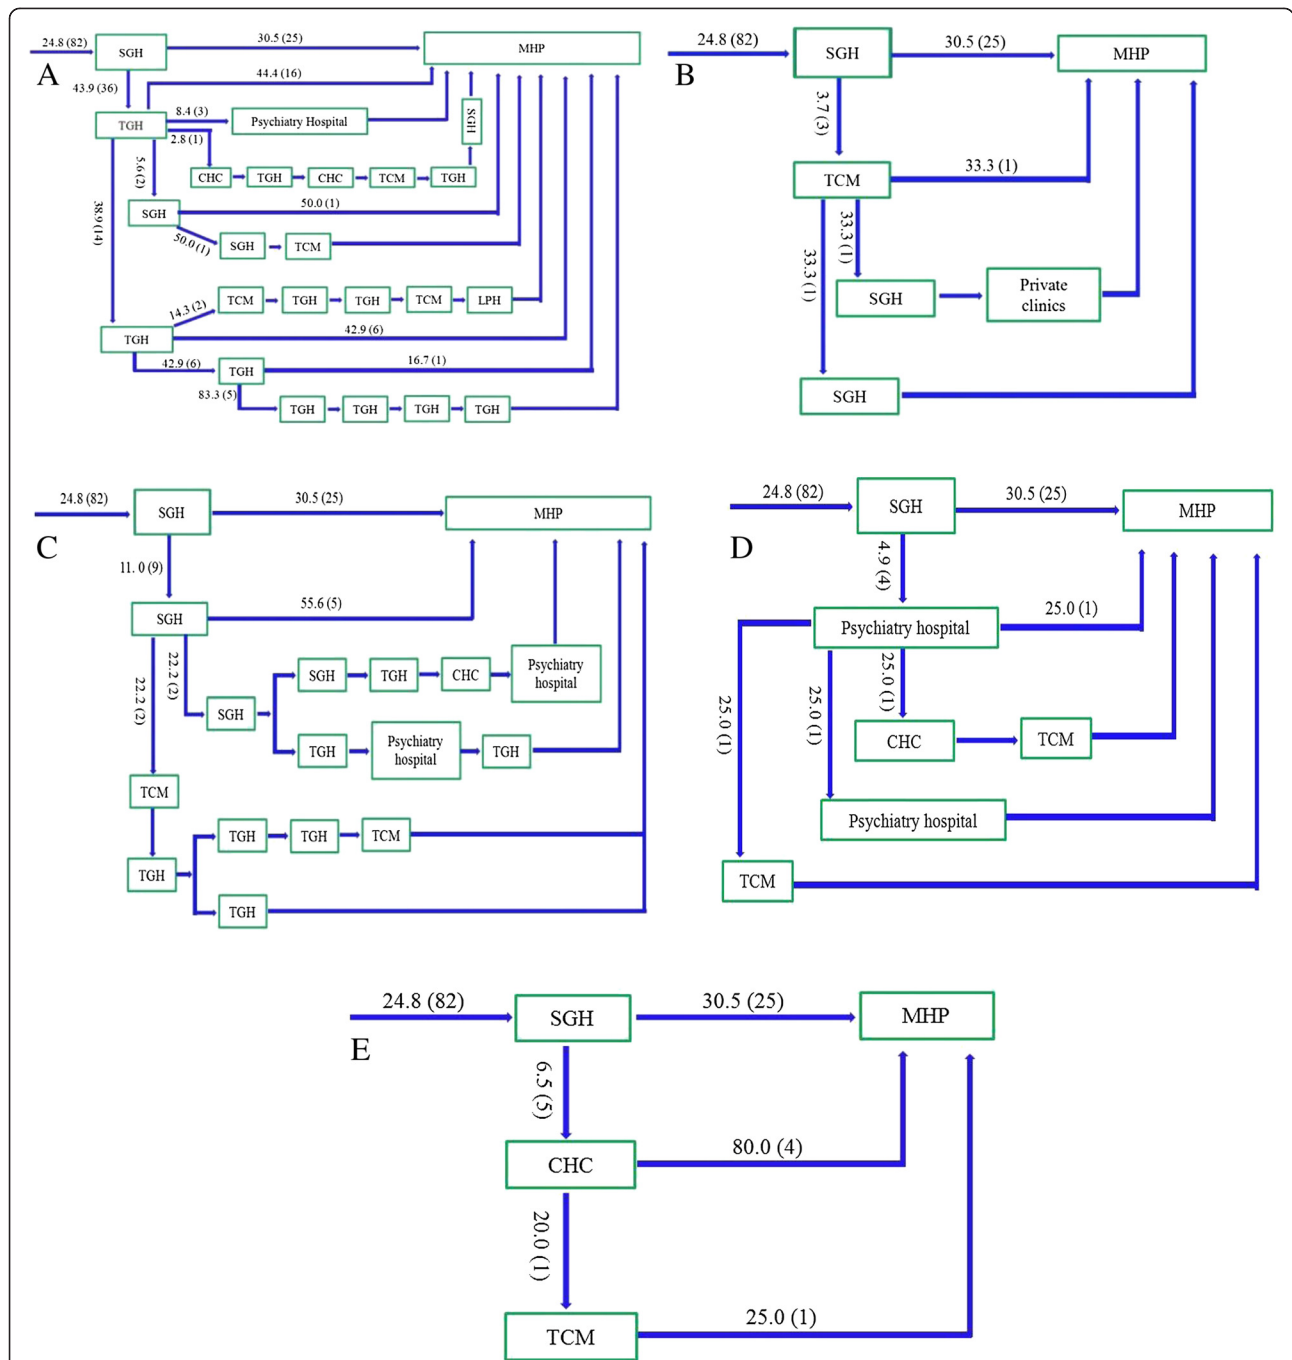 24.8 (82)
SGH
30.5 (25)
MHP
A
43.9 (36)
44.4 (16)
TGH
8.4 (3)
Psychiatry Hospital
SGH
2.8 (1)
CHC
TGH
CHC
TCM
TGH
5.6 (2)
SGH
50.0 (1)
38.9 (14)
50.0 (1)
SGH
TCM
14.3 (2)
TCM
TGH
TGH
TCM
LPH
TGH
42.9 (6)
42.9 (6)
TGH
16.7 (1)
83.3 (5)
TGH
TGH
TGH
TGH
24.8 (82)
SGH
30.5 (25)
MHP
B
3.7 (3)
TCM
33.3 (1)
33.3 (1)
33.3 (1)
SGH
Private
clinics
SGH
24.8 (82)
SGH
30.5 (25)
MHP
C
11. 0 (9)
SGH
55.6 (5)
22.2 (2)
22.2 (2)
SGH
SGH
TGH
CHC
Psychiatry
hospital
TGH
Psychiatry
hospital
TGH
TCM
TGH
TGH
TGH
TCM
TGH
24.8 (82)
SGH
30.5 (25)
MHP
D
4.9 (4)
Psychiatry hospital
25.0 (1)
25.0 (1)
25.0 (1)
25.0 (1)
CHC
TCM
Psychiatry hospital
TCM
24.8 (82)
SGH
30.5 (25)
MHP
E
6.5 (5)
CHC
80.0 (4)
20.0 (1)
TCM
25.0 (1)